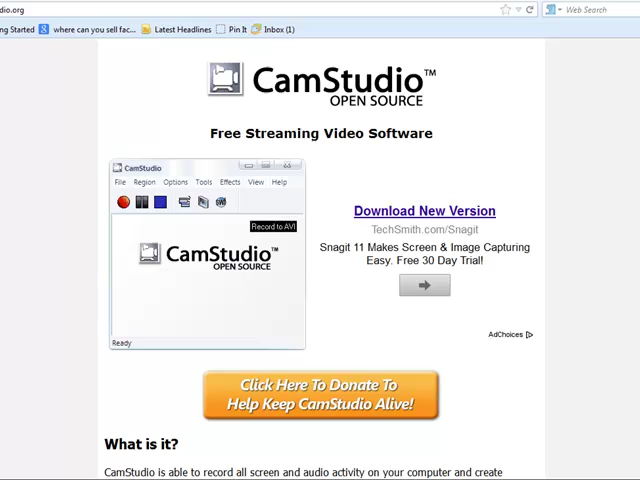 dio.org
Web Search
ng Started
where can you sell fac...
Latest Headlines
Pin It
Inbox (1)
CamStudio™
OPEN SOURCE
Free Streaming Video Software
CamStudio
File Region Options Tools Effects View Help
Record to AVI
CamStudio™
OPEN SOURCE
Ready
Download New Version
TechSmith.com/Snagit
Snagit 11 Makes Screen & Image Capturing
Easy. Free 30 Day Trial!
AdChoices
Click Here To Donate To
Help Keep CamStudio Alive!
What is it?
CamStudio is able to record all screen and audio activity on your computer and create